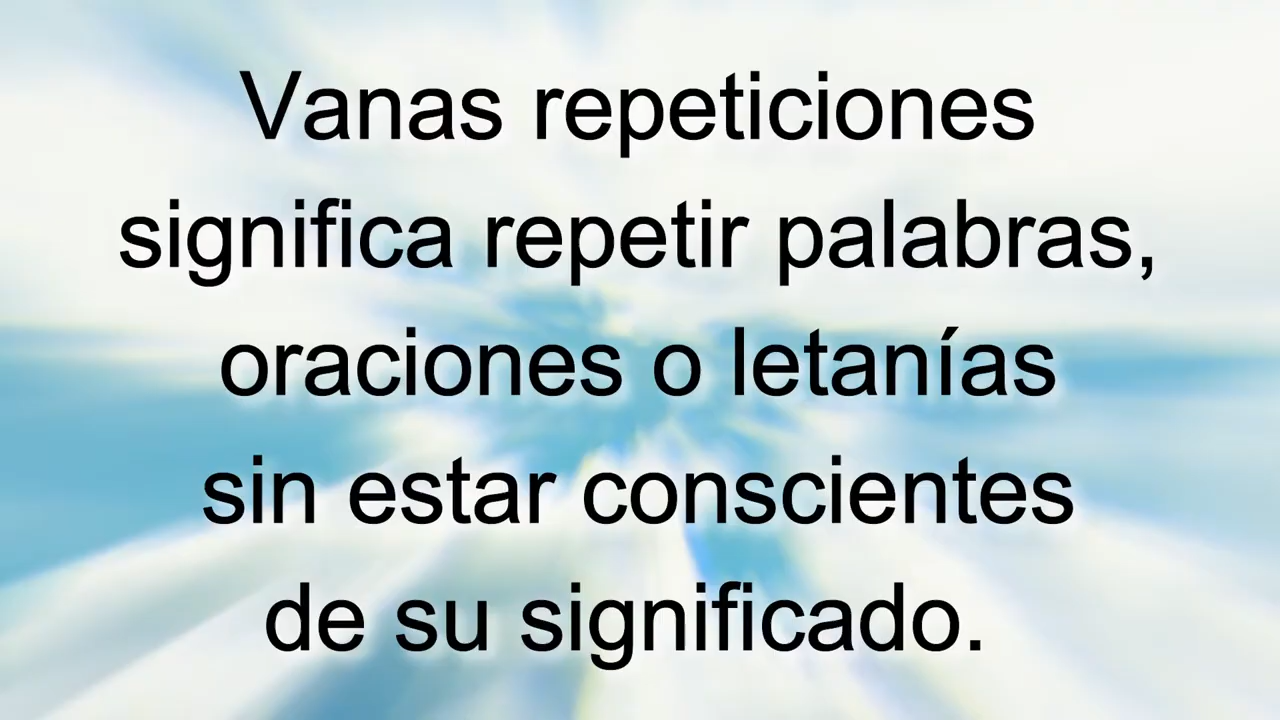 Vanas repeticiones
significa repetir palabras,
oraciones o letanías
sin estar conscientes
de su significado.